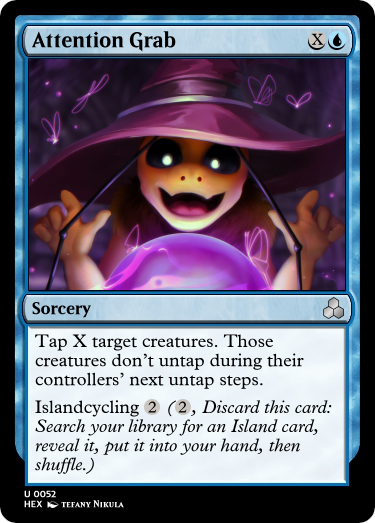 Attention Grab X
Sorcery
Tap X target creatures. Those
creatures don't untap during their
controllers' next untap steps.
Islandcycling 2 (2, Discard this card:
Search your library for an Island card,
reveal it, put it into your hand, then
shuffle.)
U 0052
HEX Tefany Nikula